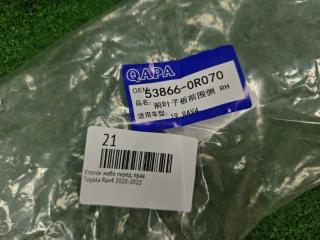 QAPA
OEM: 53866-0R070
品名: 前叶子板前围侧 RH
适用车型: 19 RAV4
21
Уголок жабо перед. прав
Toyota Rav4 2020-2022